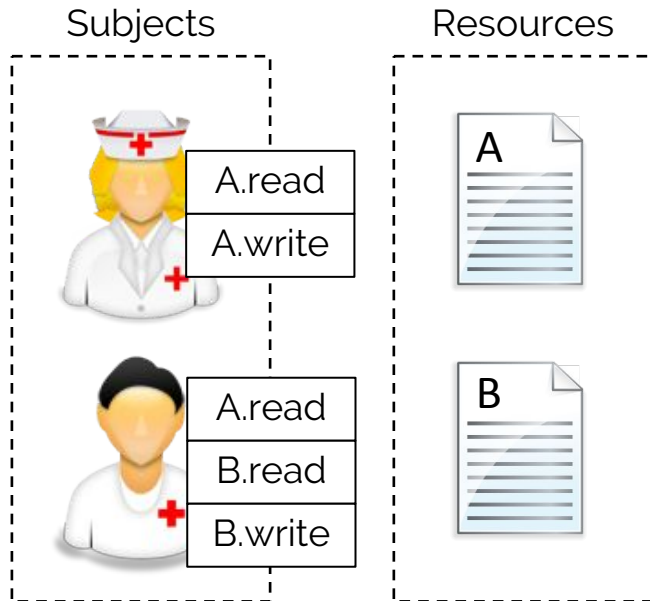 Subjects
Resources
A.read
A.write
A
A.read
B.read
B.write
B